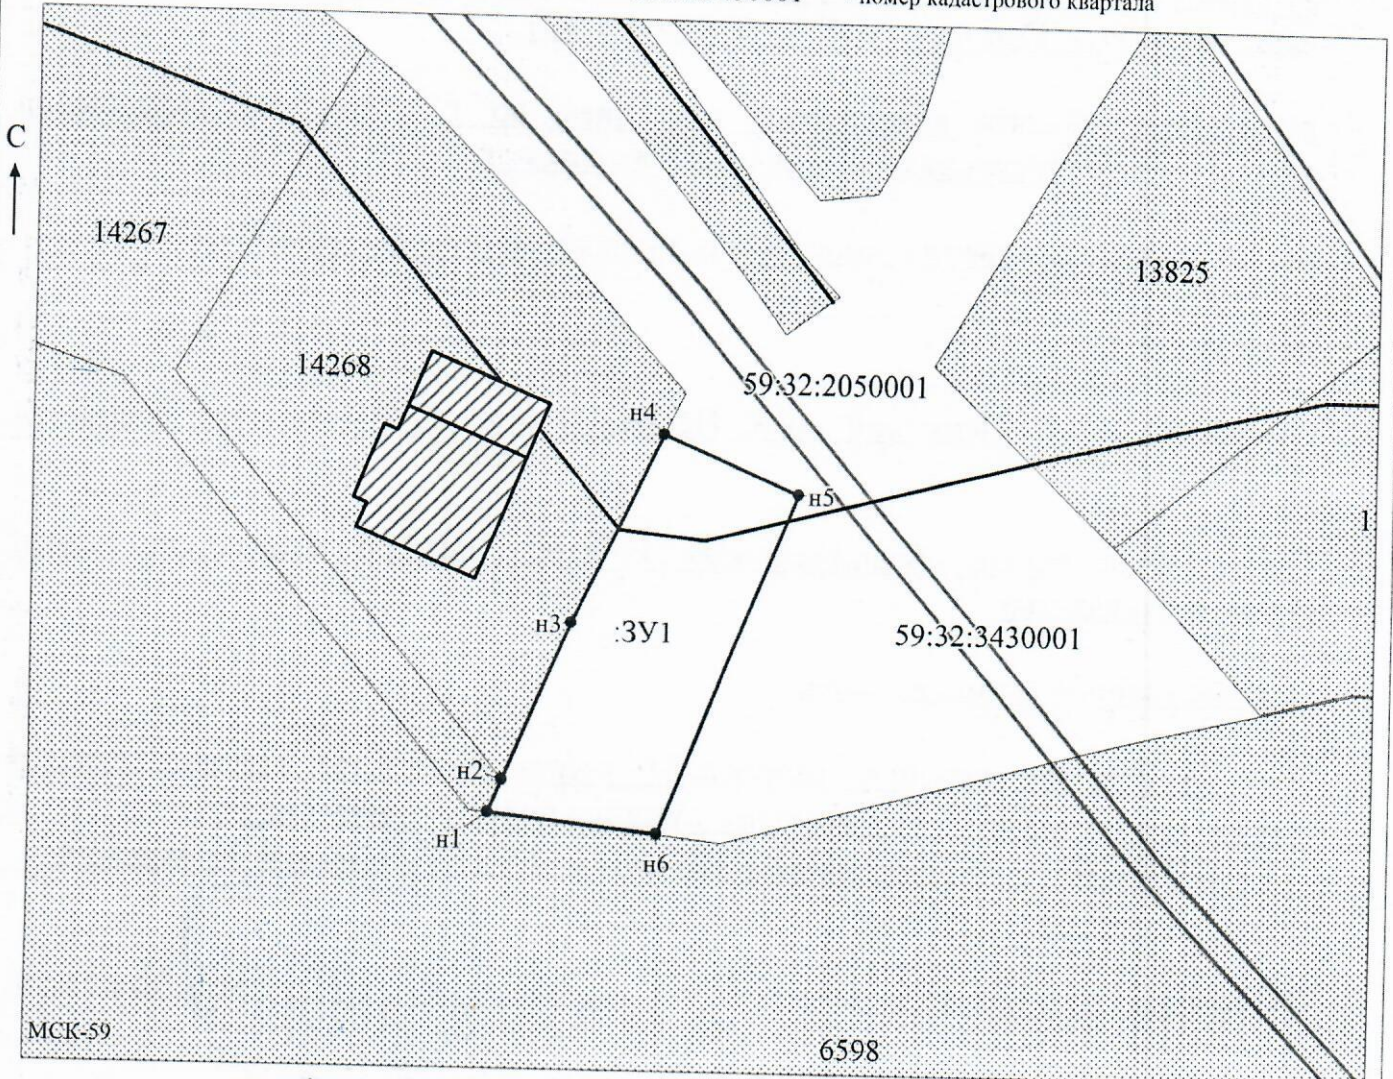 номер кадастрового квартала
С
14267
13825
14268
59:32:2050001
н4
н5
1
н3
:ЗУ1
59:32:3430001
н2
н1
н6
МСК-59
6598